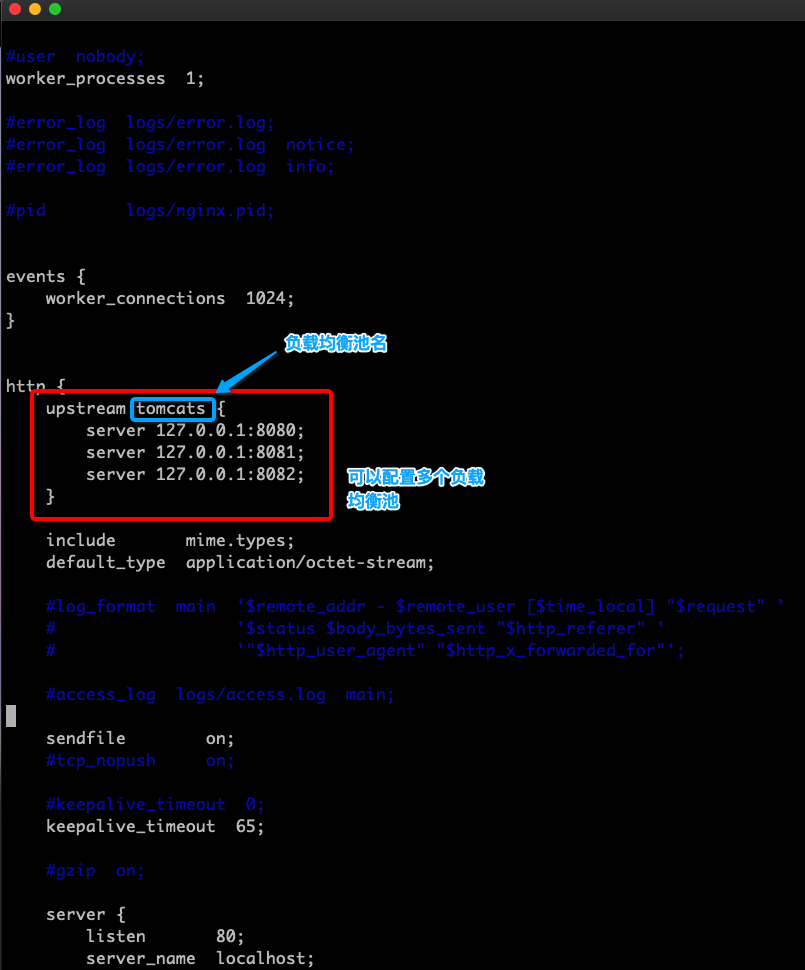 #user  nobody;
worker_processes  1;
#error_log  logs/error.log;
#error_log  logs/error.log  notice;
#error_log  logs/error.log  info;
#pid        logs/nginx.pid;
events {
    worker_connections  1024;
}
负载均衡池名
http {
    upstream tomcats {
        server 127.0.0.1:8080;
        server 127.0.0.1:8081;
        server 127.0.0.1:8082;
可以配置多个负载
均衡池
    }
    include       mime.types;
    default_type  application/octet-stream;
    #log_format  main  '$remote_addr - $remote_user [$time_local] "$request" '
    #                  '$status $body_bytes_sent "$http_referer" '
    #                  '"$http_user_agent" "$http_x_forwarded_for"';
    #access_log  logs/access.log  main;
    sendfile        on;
    #tcp_nopush     on;
    #keepalive_timeout  0;
    keepalive_timeout  65;
    #gzip  on;
    server {
        listen       80;
        server_name  localhost;